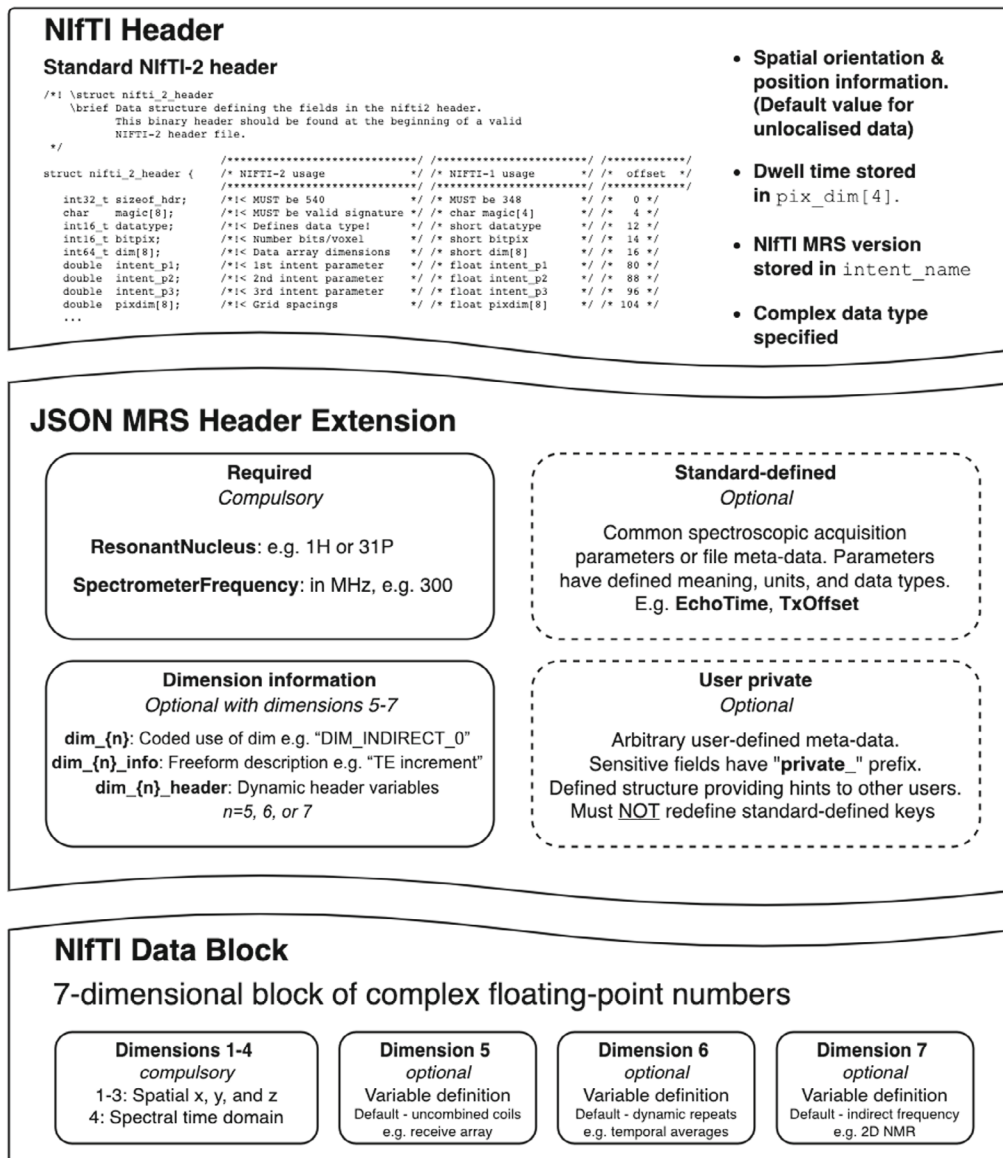 NIfTI Header
Standard NIfTI-2 header
/*! \struct nifti_2_header
\brief Data structure defining the fields in the nifti2 header.
This binary header should be found at the beginning of a valid
NIFTI-2 header file.
*/
/*****************************/ /***********************/ /************/
struct nifti_2_header { /* NIFTI-2 usage */ /* NIFTI-1 usage */ /* offset */
/*****************************/ /***********************/ /************/
int32_t sizeof_hdr; /*!< MUST be 540 */ /* MUST be 348 */ /* 0 */
char magic[8]; /*!< MUST be valid signature */ /* char magic[4] */ /* 4 */
int16_t datatype; /*!< Defines data type! */ /* short datatype */ /* 12 */
int16_t bitpix; /*!< Number bits/voxel */ /* short bitpix */ /* 14 */
int64_t dim[8]; /*!< Data array dimensions */ /* short dim[8] */ /* 16 */
double intent_p1; /*!< 1st intent parameter */ /* float intent_p1 */ /* 80 */
double intent_p2; /*!< 2nd intent parameter */ /* float intent_p2 */ /* 88 */
double intent_p3; /*!< 3rd intent parameter */ /* float intent_p3 */ /* 96 */
double pixdim[8]; /*!< Grid spacings */ /* float pixdim[8] */ /* 104 */
...
• Spatial orientation &
position information.
(Default value for
unlocalised data)
• Dwell time stored
in pix_dim[4].
• NIfTI MRS version
stored in intent_name
• Complex data type
specified
JSON MRS Header Extension
Required
Compulsory
ResonantNucleus: e.g. 1H or 31P
SpectrometerFrequency: in MHz, e.g. 300
Standard-defined
Optional
Common spectroscopic acquisition
parameters or file meta-data. Parameters
have defined meaning, units, and data types.
E.g. EchoTime, TxOffset
Dimension information
Optional with dimensions 5-7
dim_{n}: Coded use of dim e.g. “DIM_INDIRECT_0”
dim_{n}_info: Freeform description e.g. “TE increment”
dim_{n}_header: Dynamic header variables
n=5, 6, or 7
User private
Optional
Arbitrary user-defined meta-data.
Sensitive fields have "private_" prefix.
Defined structure providing hints to other users.
Must NOT redefine standard-defined keys
NIfTI Data Block
7-dimensional block of complex floating-point numbers
Dimensions 1-4
compulsory
1-3: Spatial x, y, and z
4: Spectral time domain
Dimension 5
optional
Variable definition
Default - uncombined coils
e.g. receive array
Dimension 6
optional
Variable definition
Default - dynamic repeats
e.g. temporal averages
Dimension 7
optional
Variable definition
Default - indirect frequency
e.g. 2D NMR